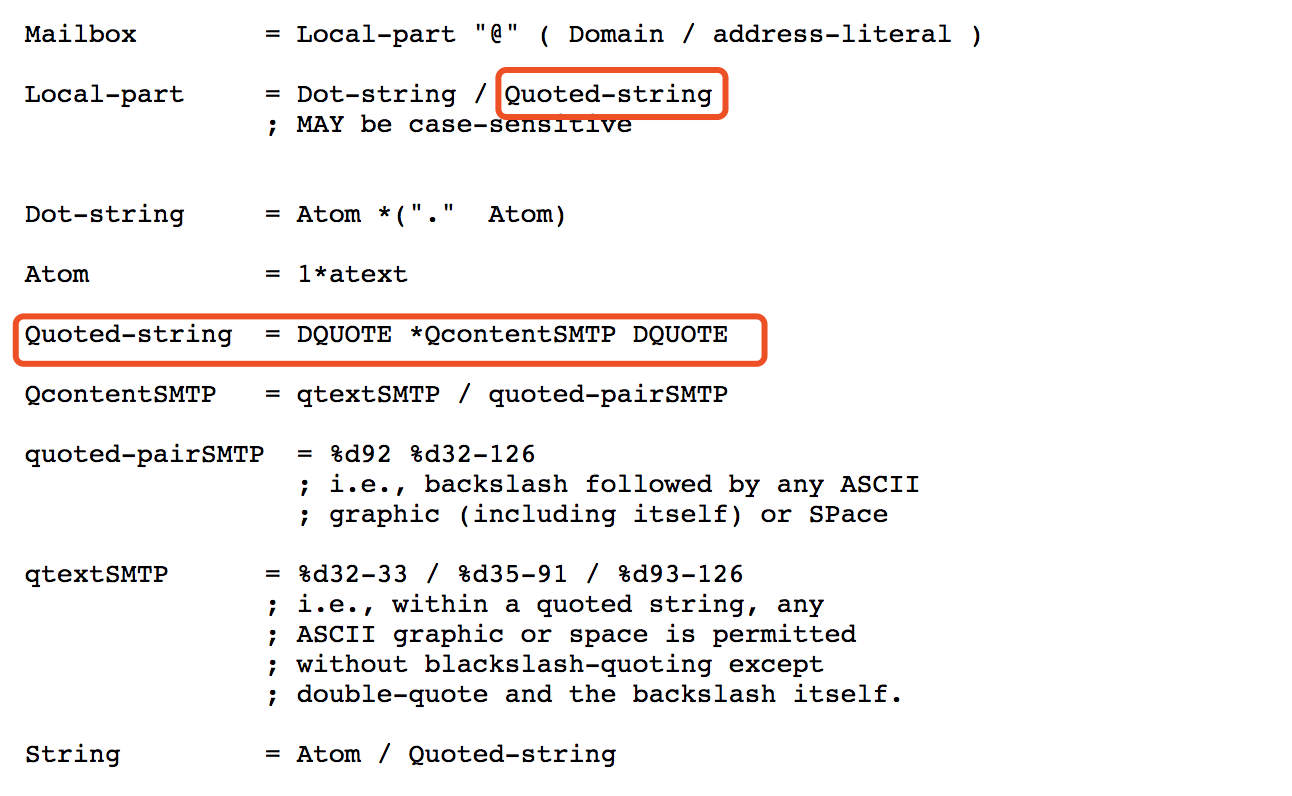 Mailbox        = Local-part "@" ( Domain / address-literal )
Local-part     = Dot-string / Quoted-string
; MAY be case-sensitive
Dot-string     = Atom *("."  Atom)
Atom           = 1*atext
Quoted-string  = DQUOTE *QcontentSMTP DQUOTE
QcontentSMTP   = qtextSMTP / quoted-pairSMTP
quoted-pairSMTP  = %d92 %d32-126
; i.e., backslash followed by any ASCII
; graphic (including itself) or SPace
qtextSMTP      = %d32-33 / %d35-91 / %d93-126
; i.e., within a quoted string, any
; ASCII graphic or space is permitted
; without blackslash-quoting except
; double-quote and the backslash itself.
String         = Atom / Quoted-string